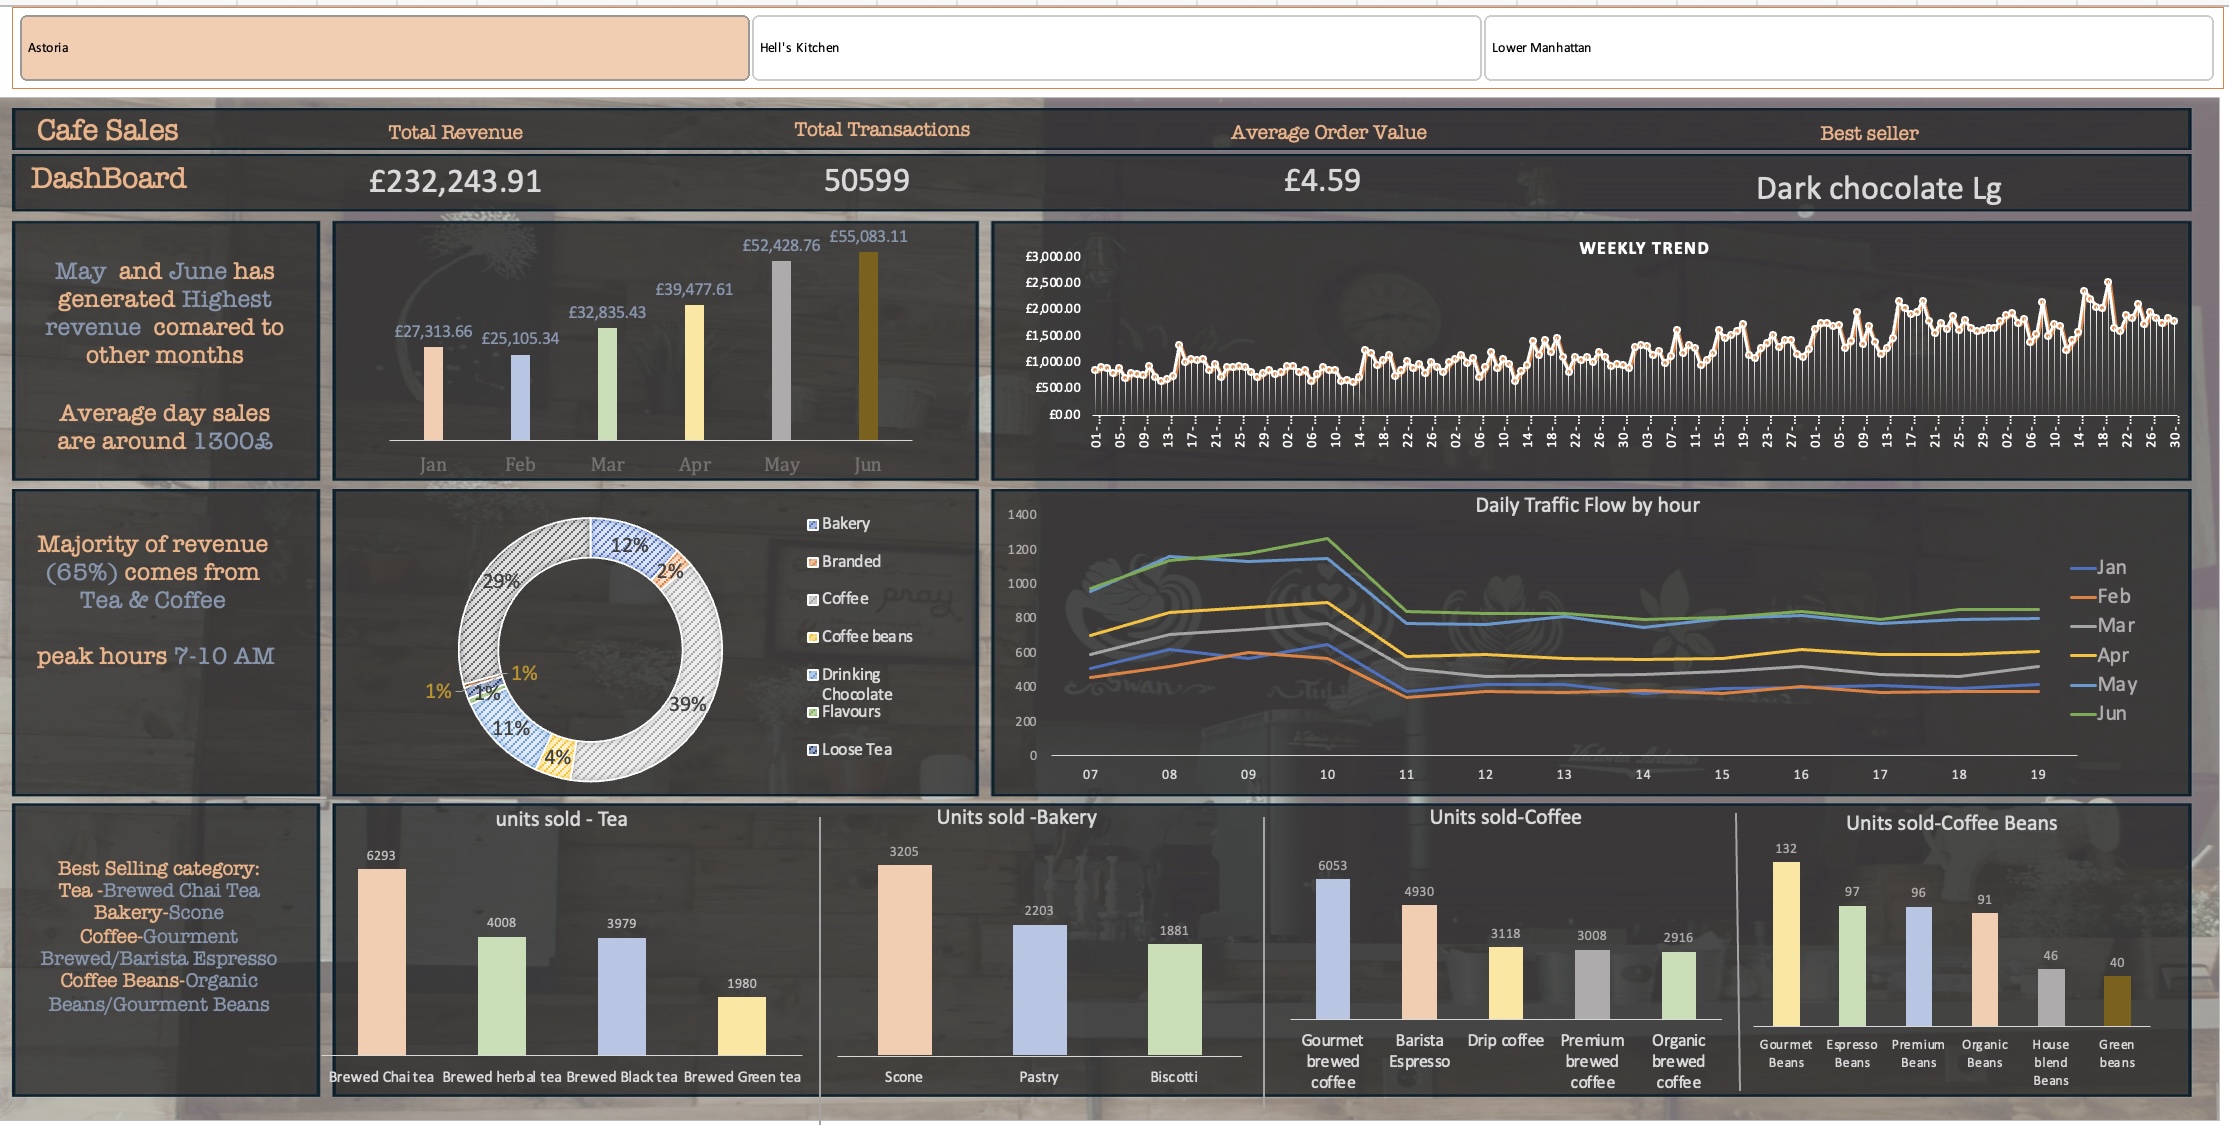 Astoria
Hell's Kitchen
Lower Manhattan
Cafe Sales
Total Revenue
Total Transactions
Average Order Value
Best seller
DashBoard
£232,243.91
50599
£4.59
Dark chocolate Lg
May and June has
generated Highest
revenue comared to
other months
Average day sales
are around 1300£
£27,313.66
£25,105.34
£32,835.43
£39,477.61
£52,428.76
£55,083.11
Jan
Feb
Mar
Apr
May
Jun
WEEKLY TREND
£3,000.00
£2,500.00
£2,000.00
£1,500.00
£1,000.00
£500.00
£0.00
01-..
05-..
09-..
13-..
17-..
21-..
25-..
29-..
02-..
06-..
10-..
14-..
18-..
22-..
26-..
02-..
06-..
10-..
14-..
18-..
22-..
26-..
30-..
03-..
07-..
11-..
15-..
19-..
23-..
27-..
01-..
05-..
09-..
13-..
17-..
21-..
25-..
29-..
02-..
06-..
10-..
14-..
18-..
22-..
26-..
30-..
Majority of revenue
(65%) comes from
Tea & Coffee
peak hours 7-10 AM
12%
2%
39%
4%
11%
1%
1%
1%
29%
Bakery
Branded
Coffee
Coffee beans
Drinking
Chocolate
Flavours
Loose Tea
Daily Traffic Flow by hour
1400
1200
1000
800
600
400
200
0
07
08
09
10
11
12
13
14
15
16
17
18
19
Jan
Feb
Mar
Apr
May
Jun
Best Selling category:
Tea -Brewed Chai Tea
Bakery-Scone
Coffee-Gourment
Brewed/Barista Espresso
Coffee Beans-Organic
Beans/Gourment Beans
units sold - Tea
6293
4008
3979
1980
Brewed Chai tea
Brewed herbal tea
Brewed Black tea
Brewed Green tea
Units sold -Bakery
3205
2203
1881
Scone
Pastry
Biscotti
Units sold-Coffee
6053
4930
3118
3008
2916
Gourmet
brewed
coffee
Barista
Espresso
Drip coffee
Premium
brewed
coffee
Organic
brewed
coffee
Units sold-Coffee Beans
132
97
96
91
46
40
Gourmet
Beans
Espresso
Beans
Premium
Beans
Organic
Beans
House
blend
Beans
Green
beans